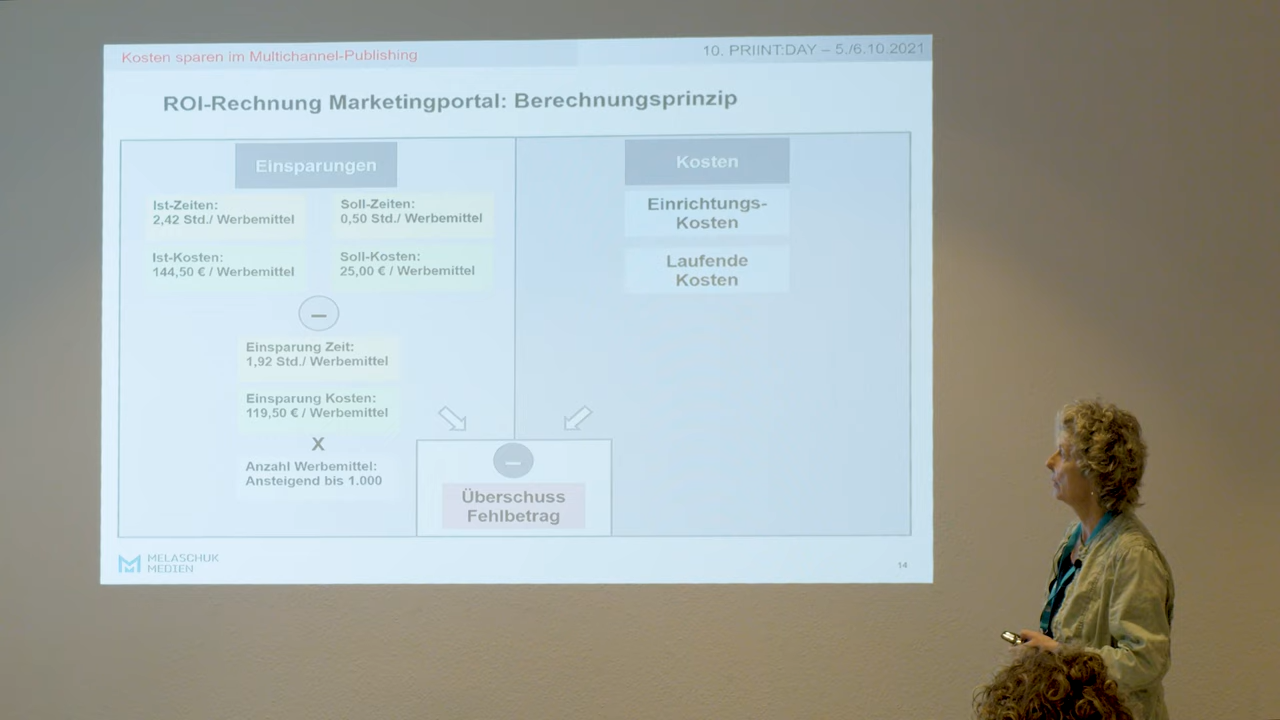 Kosten sparen im Multichannel-Publishing
10. PRIINT:DAY – 5./6.10.2021
ROI-Rechnung Marketingportal: Berechnungsprinzip
Einsparungen
Ist-Zeiten:
2,42 Std./ Werbemittel
Soll-Zeiten:
0,50 Std./ Werbemittel
Ist-Kosten:
144,50 € / Werbemittel
Soll-Kosten:
25,00 € / Werbemittel
–
Einsparung Zeit:
1,92 Std./ Werbemittel
Einsparung Kosten:
119,50 € / Werbemittel
X
Anzahl Werbemittel:
Ansteigend bis 1.000
Kosten
Einrichtungs-
Kosten
Laufende
Kosten
–
Überschuss
Fehlbetrag
MELASCHUK
MEDIEN
14